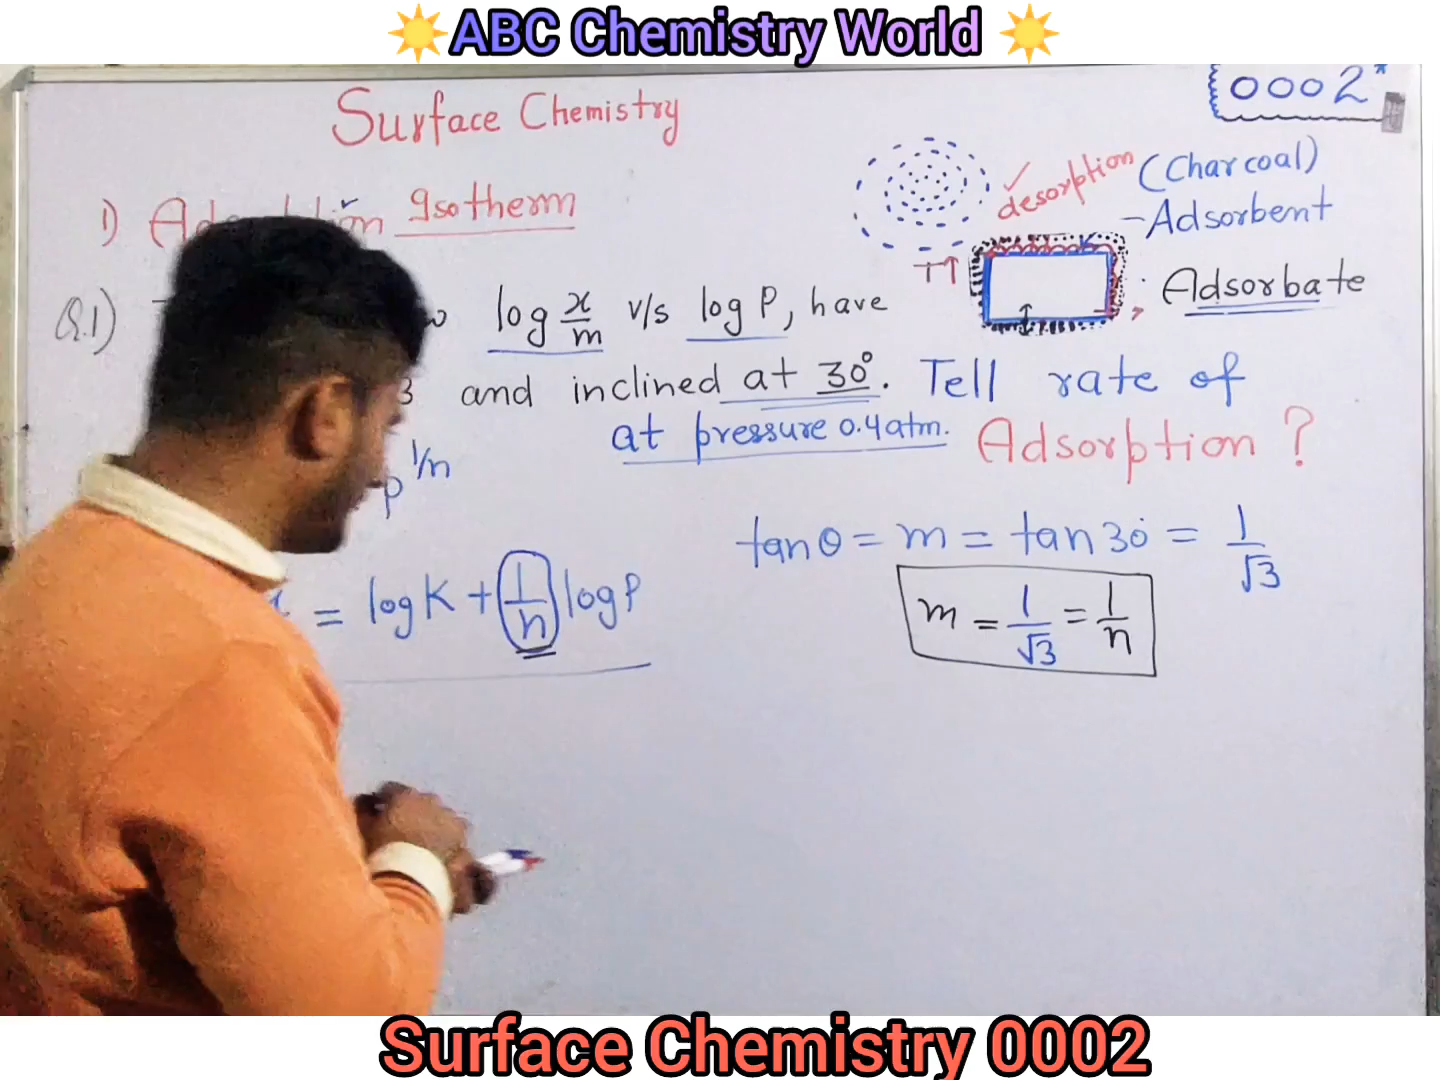 ABC Chemistry World
0002
Surface Chemistry
desorption (Charcoal)
- Adsorbent
1) Isotherm
T↑
Adsorbate
Q.1) log x/m v/s log P, have
3 and inclined at 30°. Tell rate of
at pressure 0.4atm. Adsorption ?
p^1/n
tan θ = m = tan 30 = 1/√3
= log K + (1/n) log P
m = 1/√3 = 1/n
Surface Chemistry 0002